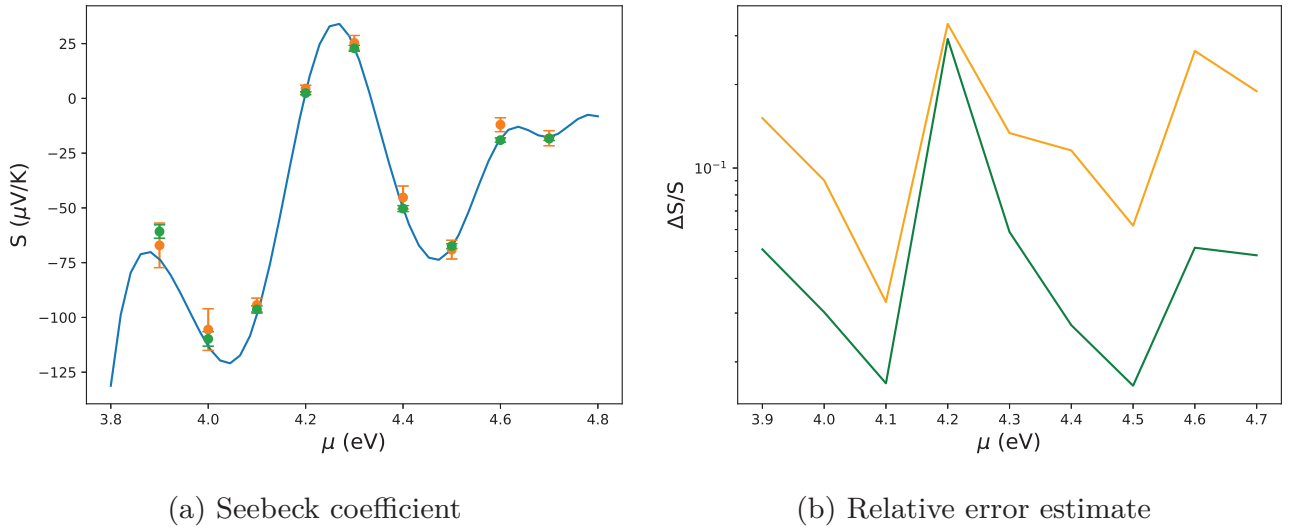 S (μV/K)
25
0
−25
−50
−75
−100
−125
3.8 4.0 4.2 4.4 4.6 4.8
μ (eV)
(a) Seebeck coefficient
ΔS/S
10⁻¹
3.9 4.0 4.1 4.2 4.3 4.4 4.5 4.6 4.7
μ (eV)
(b) Relative error estimate